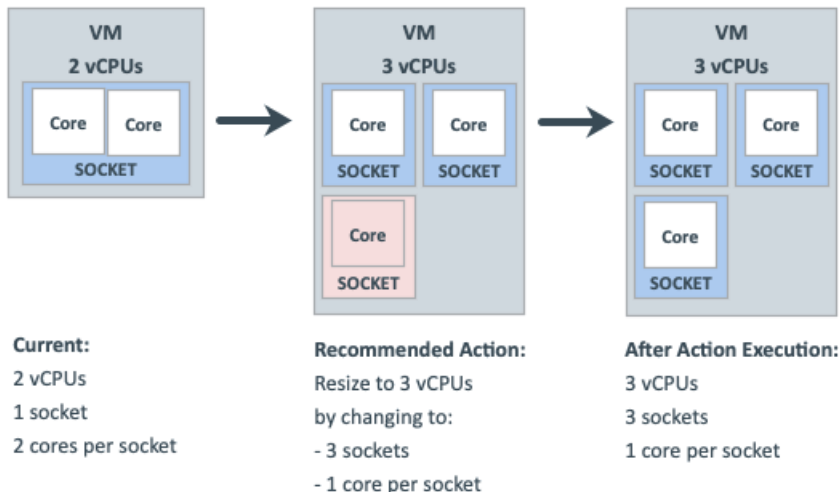 VM
2 vCPUs
Core Core
SOCKET
VM
3 vCPUs
Core Core
SOCKET SOCKET
Core
SOCKET
VM
3 vCPUs
Core Core
SOCKET SOCKET
Core
SOCKET
Current:
2 vCPUs
1 socket
2 cores per socket
Recommended Action:
Resize to 3 vCPUs
by changing to:
- 3 sockets
- 1 core per socket
After Action Execution:
3 vCPUs
3 sockets
1 core per socket